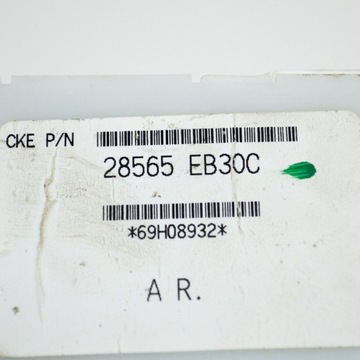 CKE P/N
28565 EB30C
*69H08932*
A R.